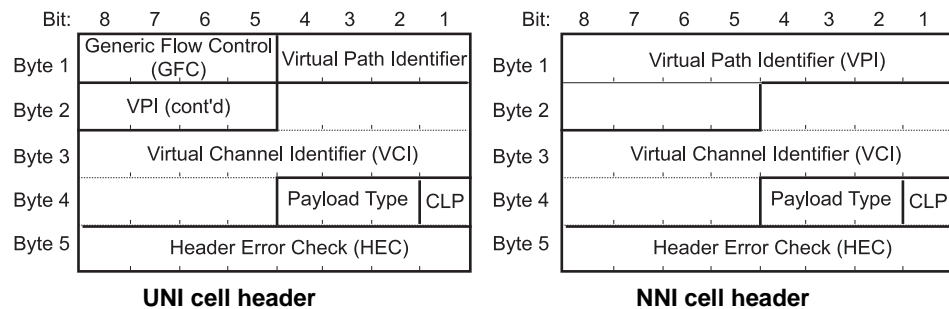 Bit: 8 7 6 5 4 3 2 1
Generic Flow Control
(GFC)
Virtual Path Identifier
Byte 1
Byte 2
VPI (cont'd)
Byte 3
Virtual Channel Identifier (VCI)
Byte 4
Payload Type
CLP
Byte 5
Header Error Check (HEC)
UNI cell header
Bit: 8 7 6 5 4 3 2 1
Byte 1
Virtual Path Identifier (VPI)
Byte 2
Byte 3
Virtual Channel Identifier (VCI)
Byte 4
Payload Type
CLP
Byte 5
Header Error Check (HEC)
NNI cell header